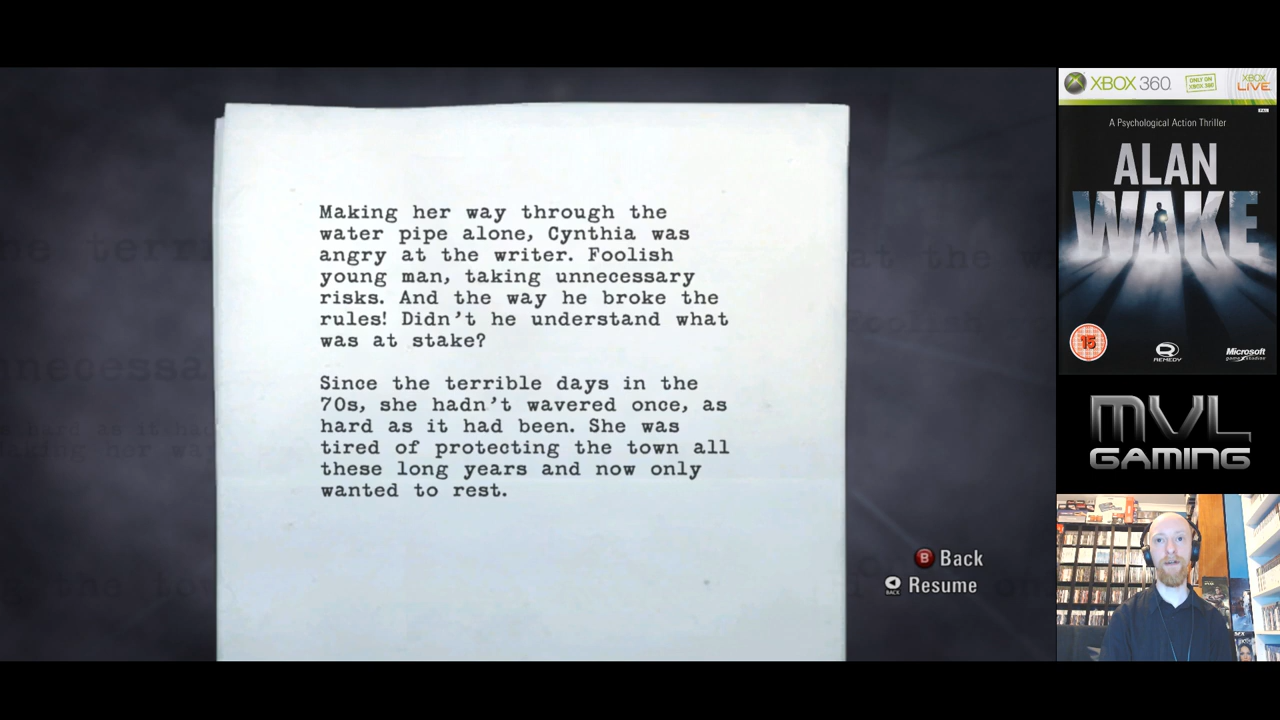 Making her way through the
water pipe alone, Cynthia was
angry at the writer. Foolish
young man, taking unnecessary
risks. And the way he broke the
rules! Didn't he understand what
was at stake?
Since the terrible days in the
70s, she hadn't wavered once, as
hard as it had been. She was
tired of protecting the town all
these long years and now only
wanted to rest.
B Back
BACK Resume
XBOX 360
ONLY ON XBOX 360
XBOX LIVE
A Psychological Action Thriller
ALAN
WAKE
15
REMEDY
Microsoft
game studios
MVL
GAMING